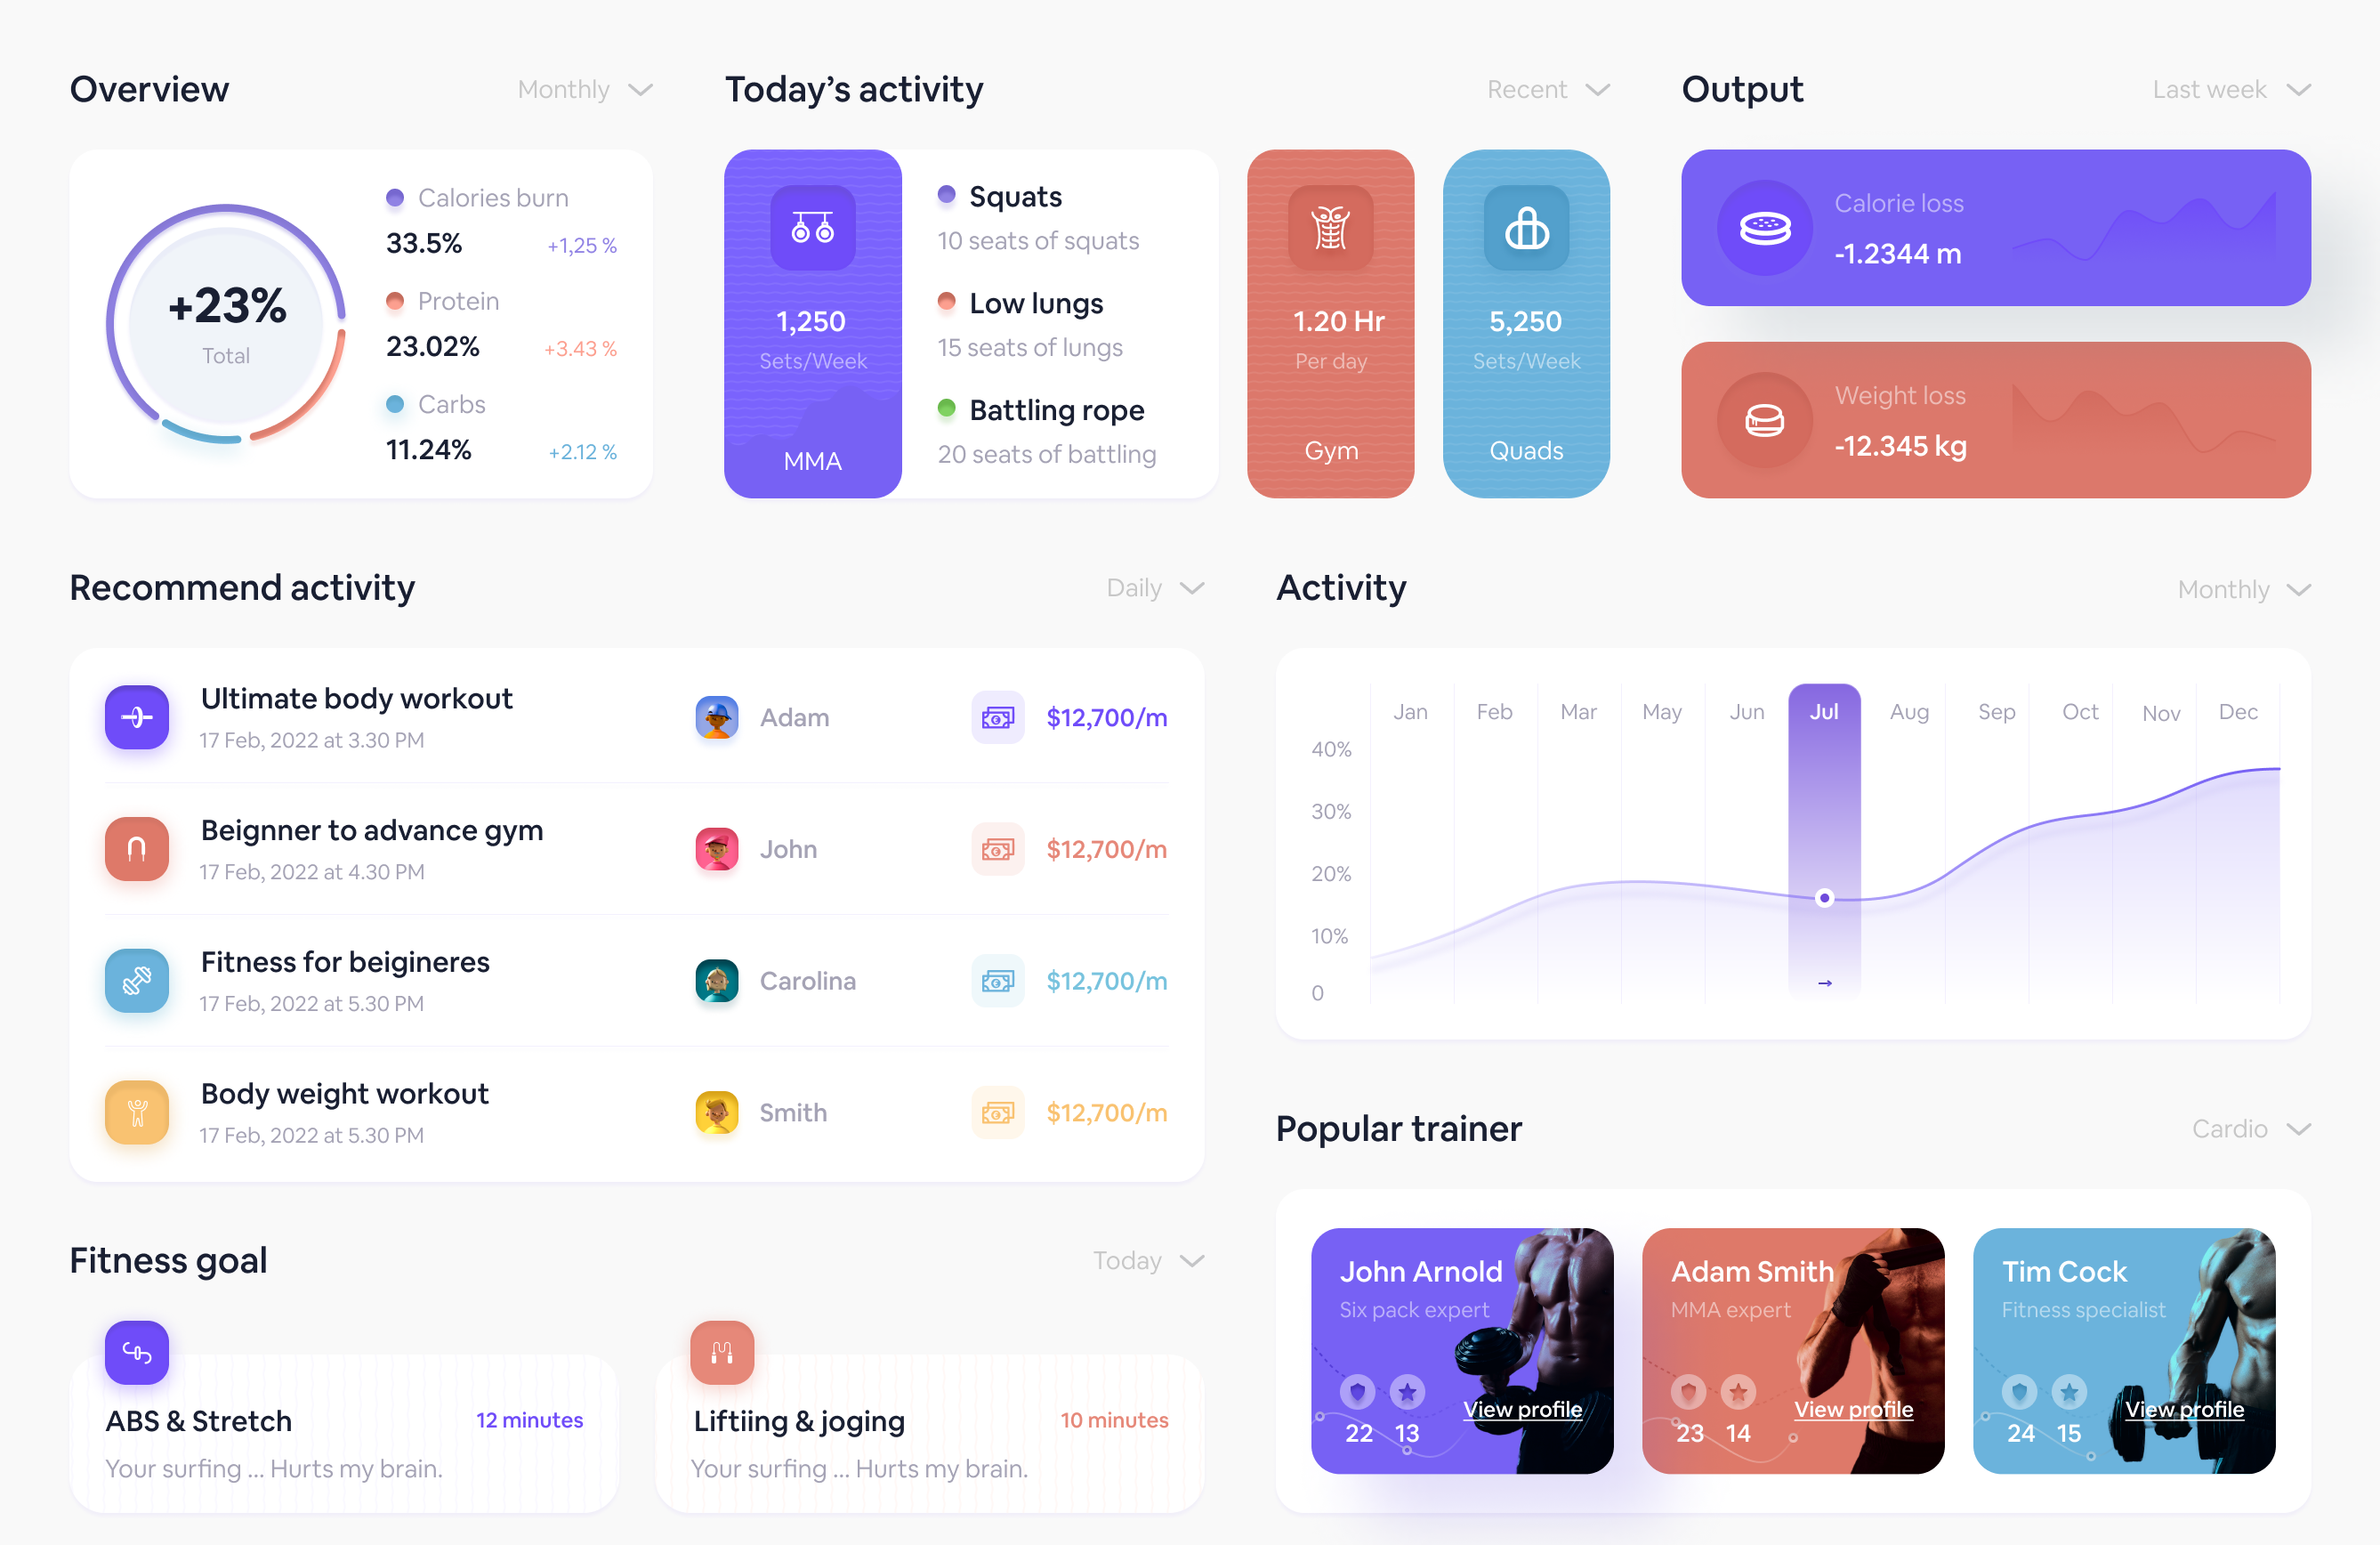 Overview
Monthly
+23%
Total
Calories burn
33.5%
+1,25 %
Protein
23.02%
+3.43 %
Carbs
11.24%
+2.12 %
Today’s activity
Recent
1,250
Sets/Week
MMA
Squats
10 seats of squats
Low lungs
15 seats of lungs
Battling rope
20 seats of battling
1.20 Hr
Per day
Gym
5,250
Sets/Week
Quads
Output
Last week
Calorie loss
-1.2344 m
Weight loss
-12.345 kg
Recommend activity
Daily
Ultimate body workout
17 Feb, 2022 at 3.30 PM
Adam
$12,700/m
Beignner to advance gym
17 Feb, 2022 at 4.30 PM
John
$12,700/m
Fitness for beigineres
17 Feb, 2022 at 5.30 PM
Carolina
$12,700/m
Body weight workout
17 Feb, 2022 at 5.30 PM
Smith
$12,700/m
Activity
Monthly
Jan Feb Mar May Jun Jul Aug Sep Oct Nov Dec
40%
30%
20%
10%
0
Fitness goal
Today
ABS & Stretch
12 minutes
Your surfing ... Hurts my brain.
Liftiing & joging
10 minutes
Your surfing ... Hurts my brain.
Popular trainer
Cardio
John Arnold
Six pack expert
22 13
View profile
Adam Smith
MMA expert
23 14
View profile
Tim Cock
Fitness specialist
24 15
View profile